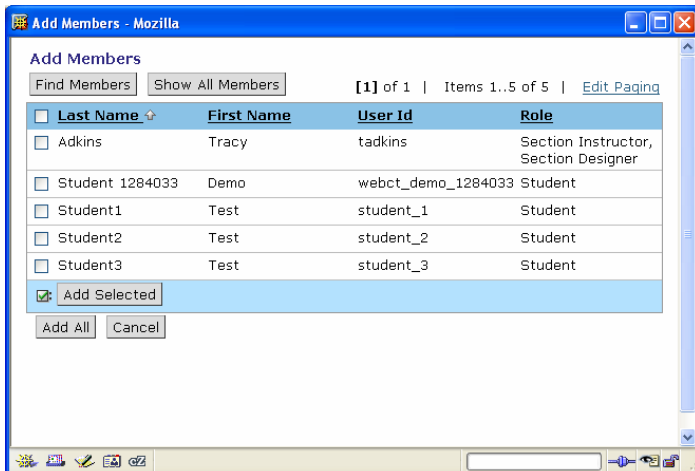 Add Members - Mozilla
Add Members
Find Members Show All Members [1] of 1 | Items 1..5 of 5 | Edit Paging
Last Name First Name User Id Role
Adkins Tracy tadkins Section Instructor,
Section Designer
Student 1284033 Demo webct_demo_1284033 Student
Student1 Test student_1 Student
Student2 Test student_2 Student
Student3 Test student_3 Student
Add Selected
Add All Cancel